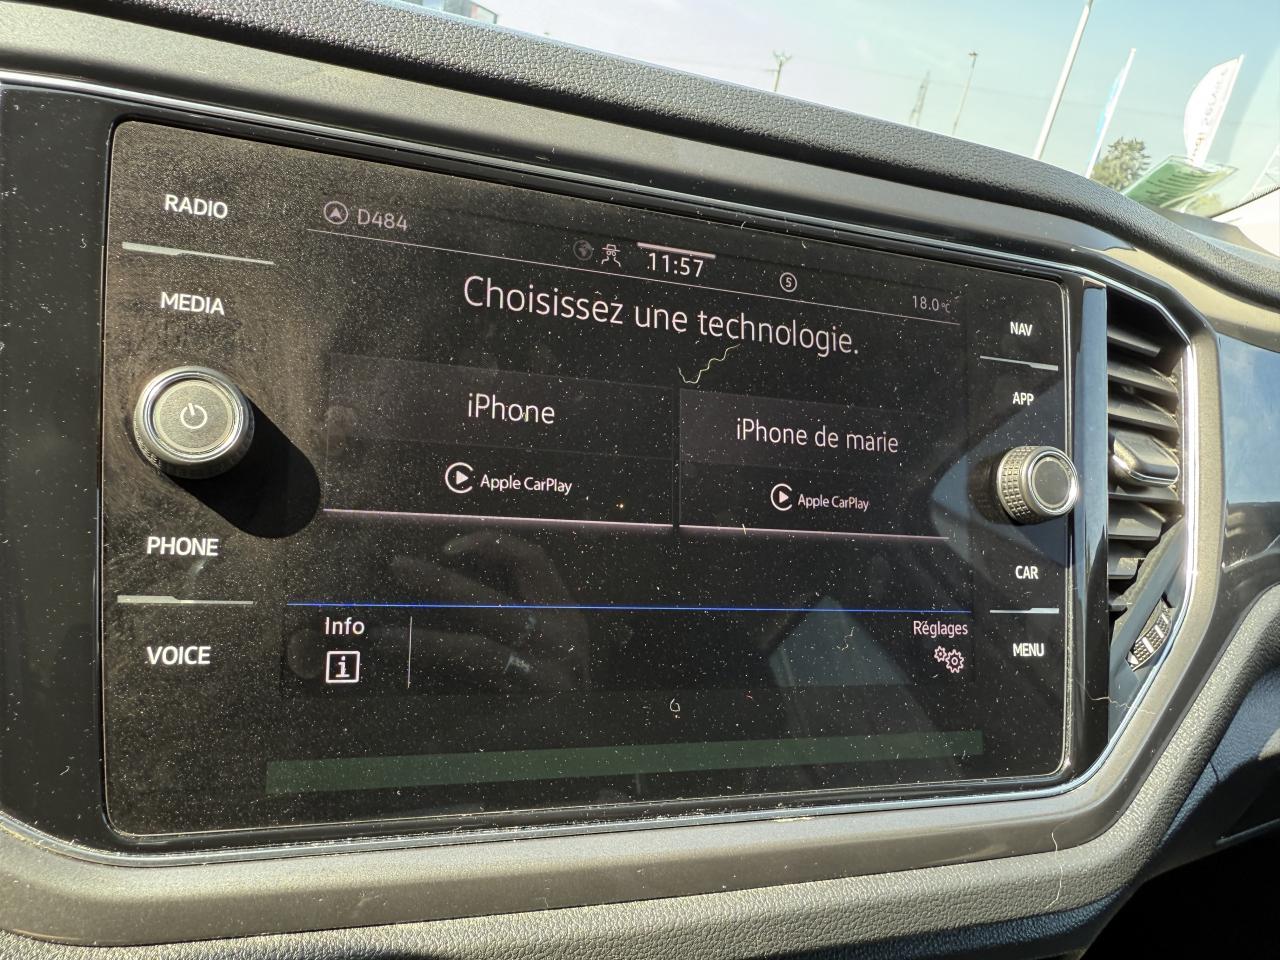 RADIO
MEDIA
PHONE
VOICE
D484
11:57
5
18.0°C
Choisissez une technologie.
iPhone
Apple CarPlay
iPhone de marie
Apple CarPlay
Info
i
Réglages
NAV
APP
CAR
MENU